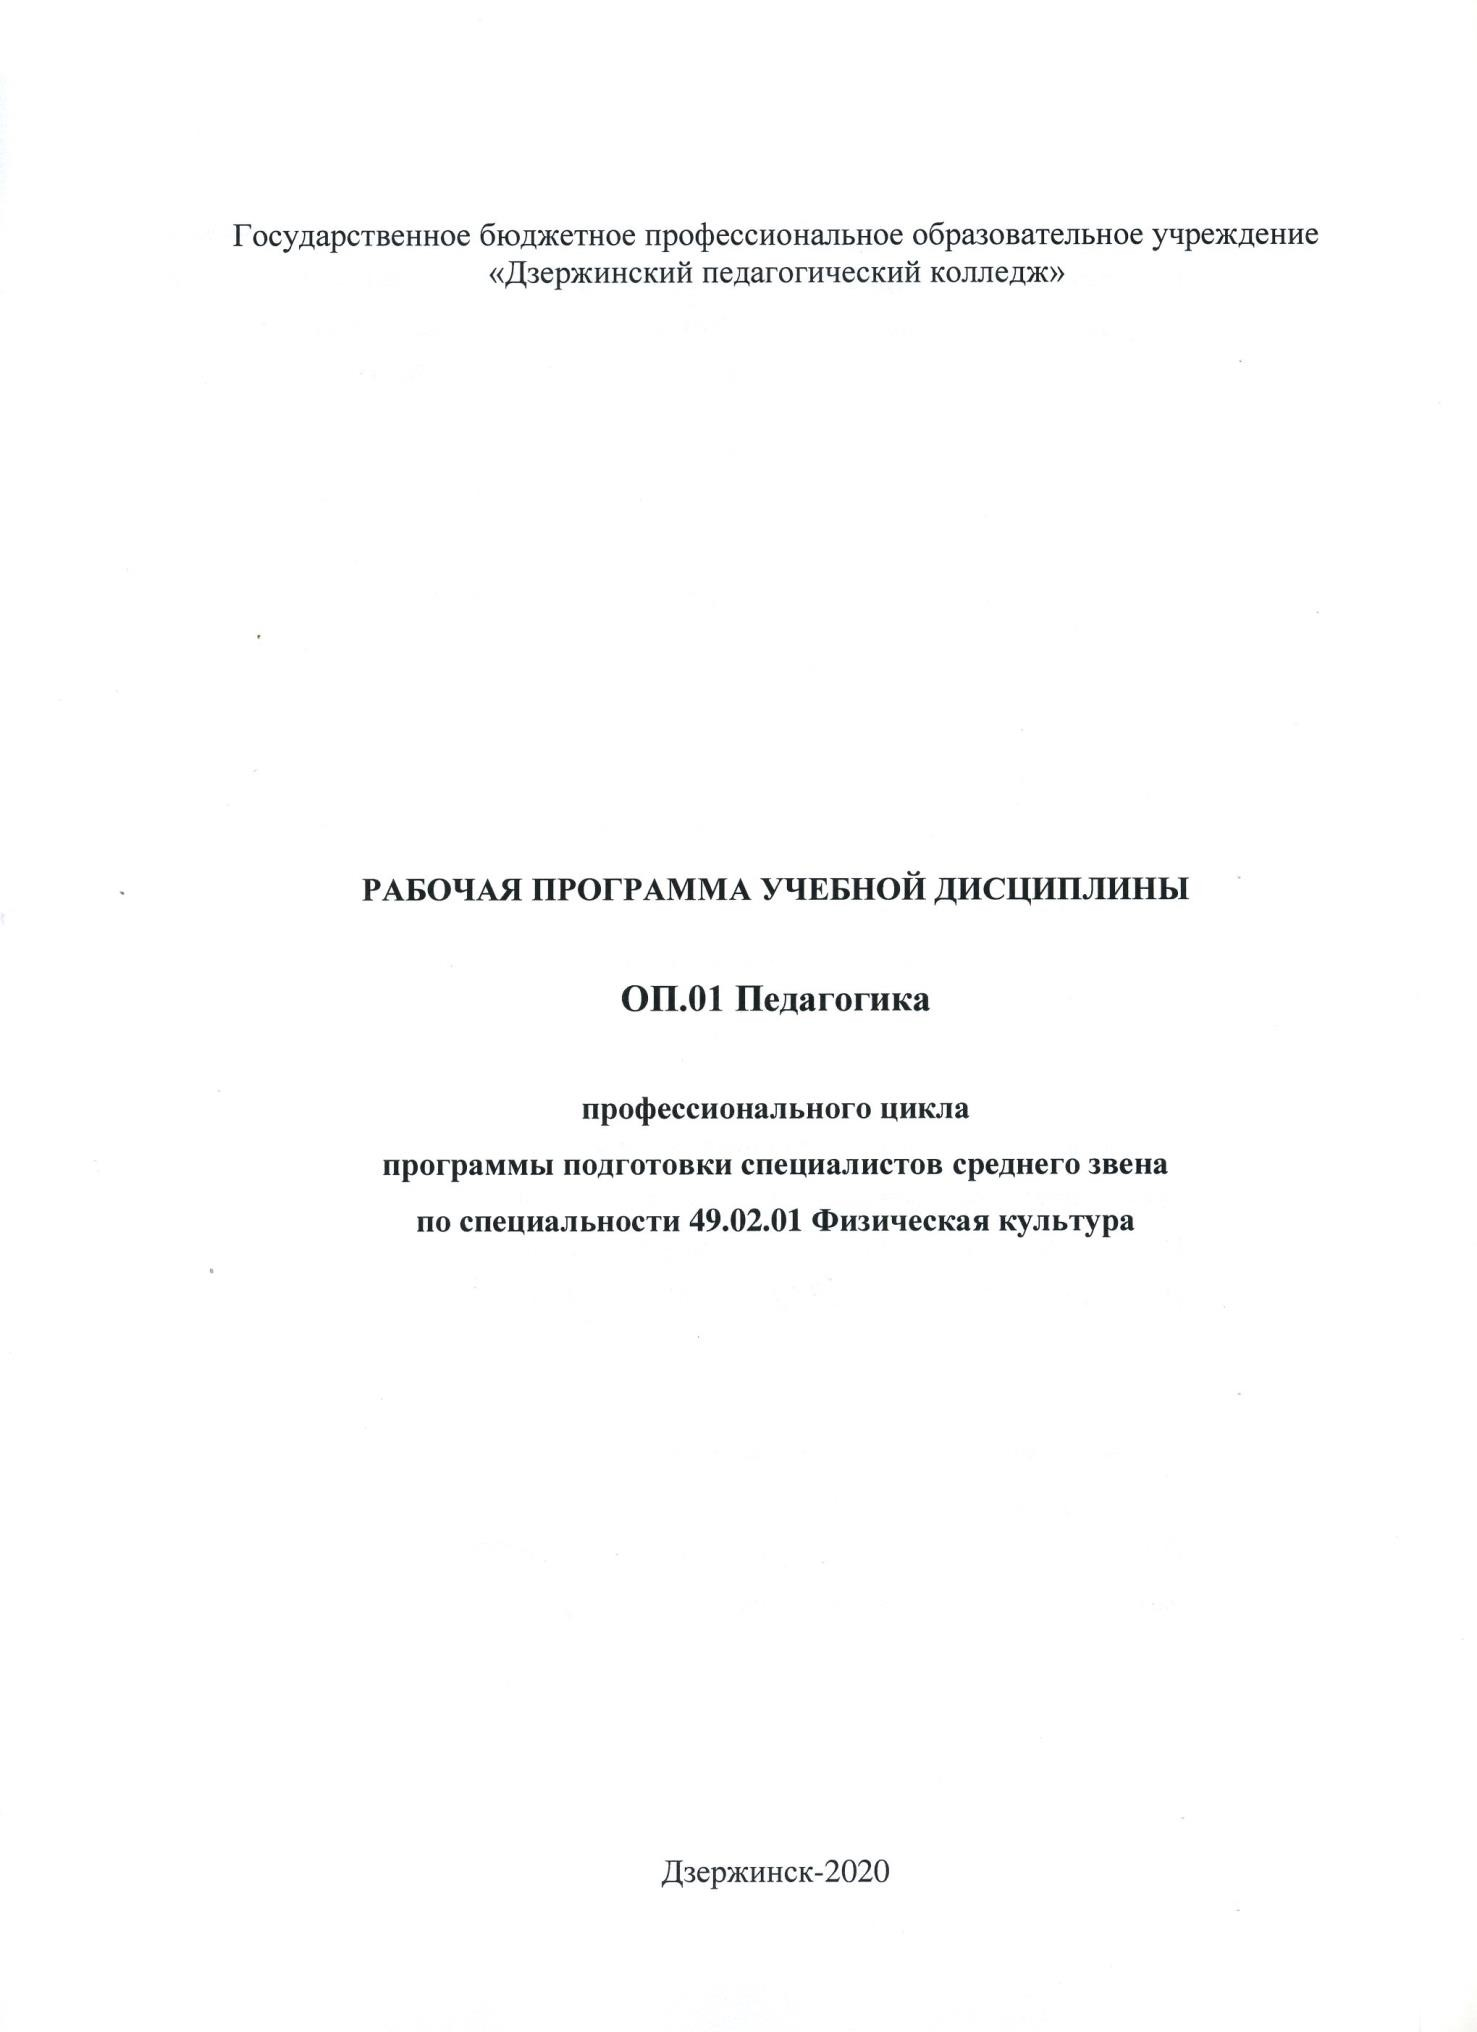 Государственное бюджетное профессиональное образовательное учреждение
«Дзержинский педагогический колледж»
РАБОЧАЯ ПРОГРАММА УЧЕБНОЙ ДИСЦИПЛИНЫ
ОП.01 Педагогика
профессионального цикла
программы подготовки специалистов среднего звена
по специальности 49.02.01 Физическая культура
Дзержинск-2020